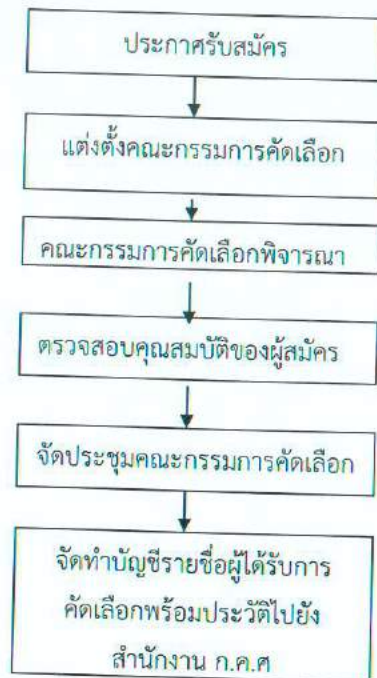 ประกาศรับสมัคร
แต่งตั้งคณะกรรมการคัดเลือก
คณะกรรมการคัดเลือกพิจารณา
ตรวจสอบคุณสมบัติของผู้สมัคร
จัดประชุมคณะกรรมการคัดเลือก
จัดทำบัญชีรายชื่อผู้ได้รับการ
คัดเลือกพร้อมประวัติไปยัง
สำนักงาน ก.ค.ศ